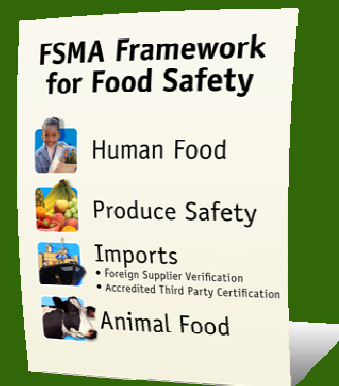 FSMA Framework
for Food Safety
Human Food
Produce Safety
Imports
• Foreign Supplier Verification
• Accredited Third Party Certification
Animal Food